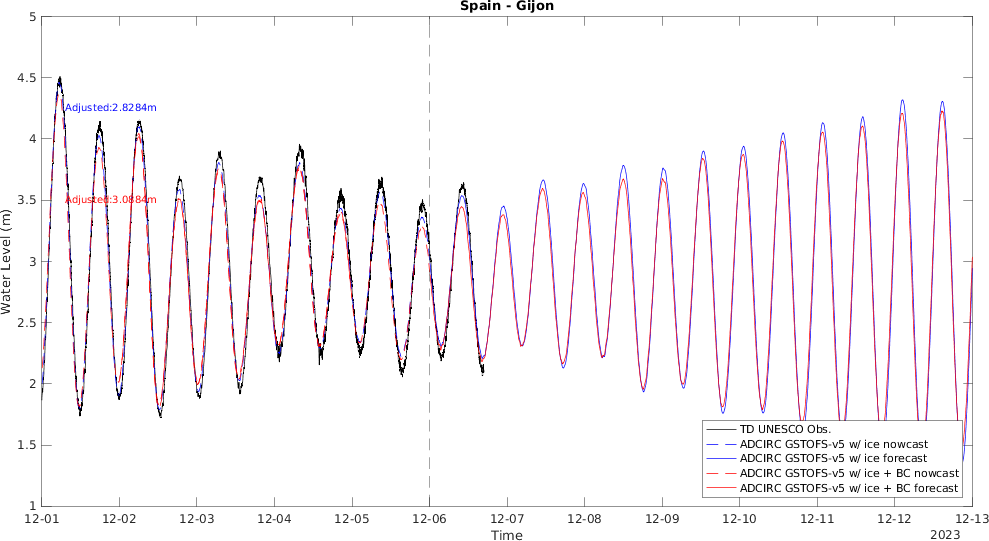 Spain - Gijon
5
4.5
4
3.5
3
2.5
2
1.5
1
Water Level (m)
Adjusted:2.8284m
Adjusted:3.0884m
TD UNESCO Obs.
ADCIRC GSTOFS-v5 w/ ice nowcast
ADCIRC GSTOFS-v5 w/ ice forecast
ADCIRC GSTOFS-v5 w/ ice + BC nowcast
ADCIRC GSTOFS-v5 w/ ice + BC forecast
12-01 12-02 12-03 12-04 12-05 12-06 12-07 12-08 12-09 12-10 12-11 12-12 12-13
Time
2023